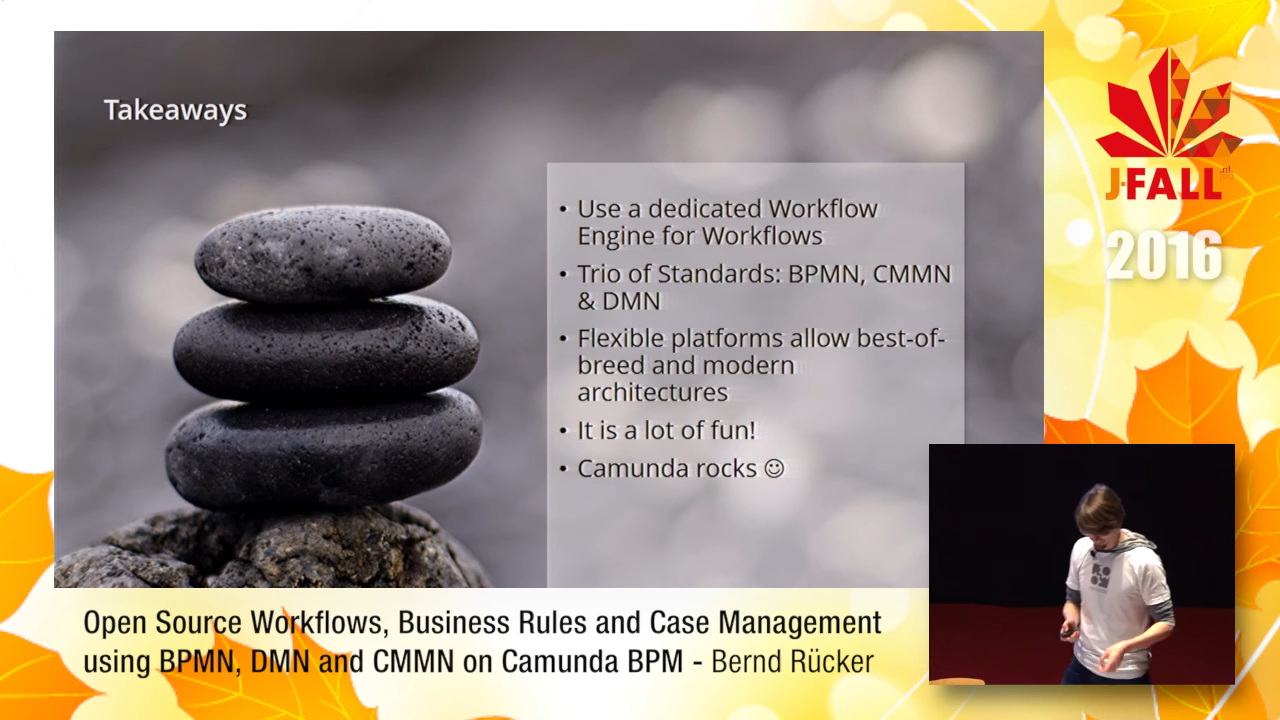 Takeaways
• Use a dedicated Workflow
Engine for Workflows
• Trio of Standards: BPMN, CMMN
& DMN
• Flexible platforms allow best-of-
breed and modern
architectures
• It is a lot of fun!
• Camunda rocks ☺
J-FALL.nl
2016
Open Source Workflows, Business Rules and Case Management
using BPMN, DMN and CMMN on Camunda BPM - Bernd Rücker